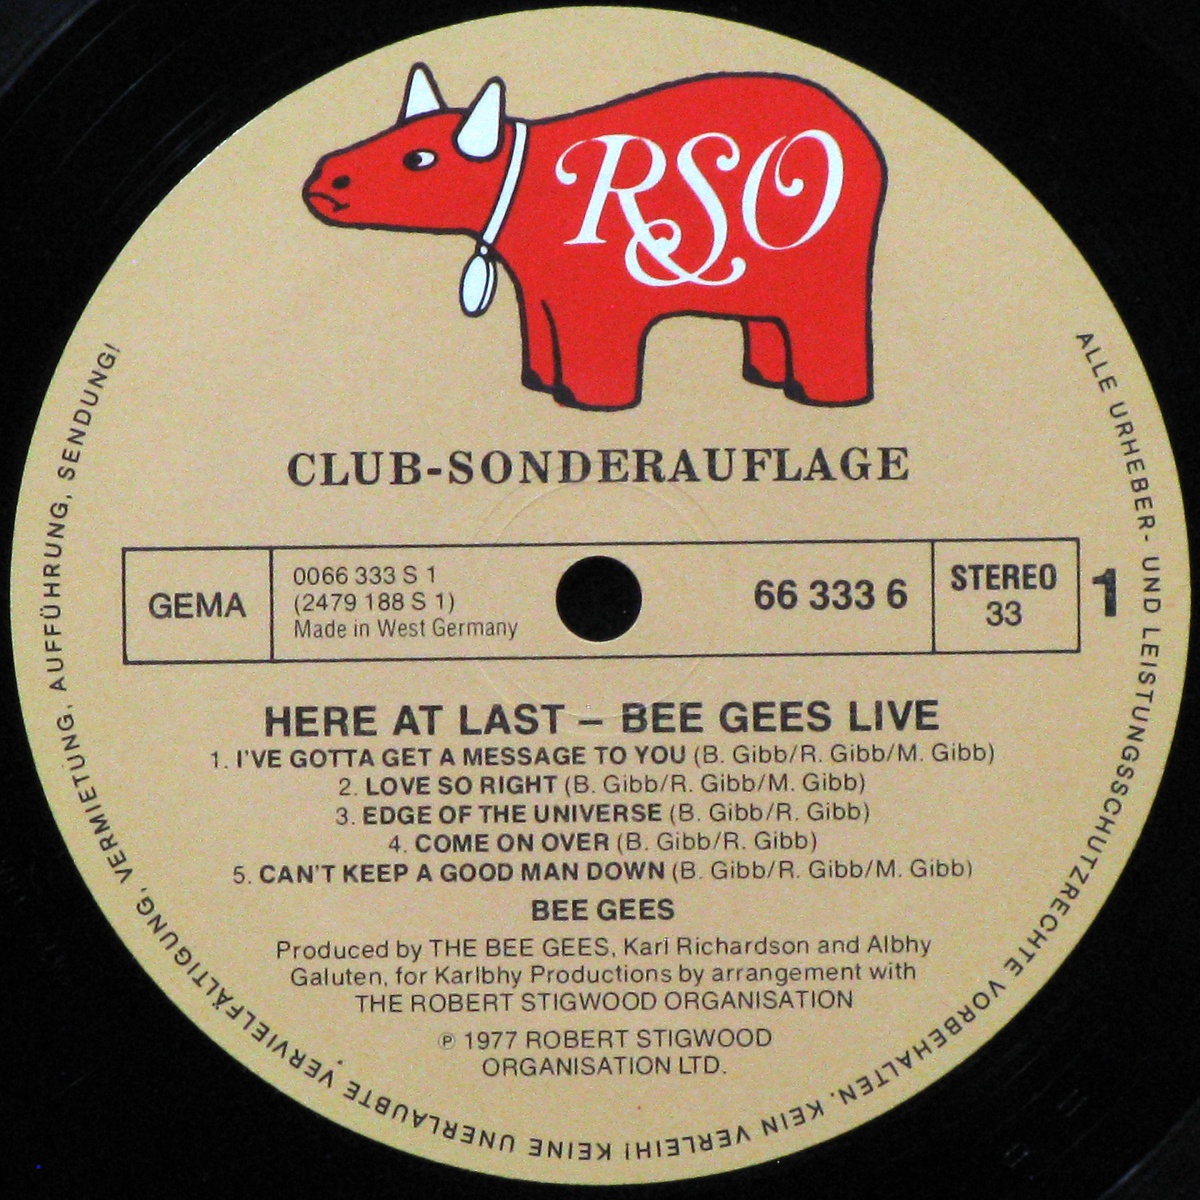 RSO
CLUB-SONDERAUFLAGE
GEMA
0066 333 S 1
(2479 188 S 1)
Made in West Germany
66 333 6
STEREO
33
1
HERE AT LAST – BEE GEES LIVE
1. I'VE GOTTA GET A MESSAGE TO YOU (B. Gibb/R. Gibb/M. Gibb)
2. LOVE SO RIGHT (B. Gibb/R. Gibb/M. Gibb)
3. EDGE OF THE UNIVERSE (B. Gibb/R. Gibb)
4. COME ON OVER (B. Gibb/R. Gibb)
5. CAN'T KEEP A GOOD MAN DOWN (B. Gibb/R. Gibb/M. Gibb)
BEE GEES
Produced by THE BEE GEES, Karl Richardson and Albhy
Galuten, for Karlbhy Productions by arrangement with
THE ROBERT STIGWOOD ORGANISATION
℗ 1977 ROBERT STIGWOOD
ORGANISATION LTD.
ALLE URHEBER- UND LEISTUNGSSCHUTZRECHTE VORBEHALTEN. KEIN VERLEIH! KEINE UNERLAUBTE VERVIELFÄLTIGUNG, VERMIETUNG, AUFFÜHRUNG, SENDUNG!